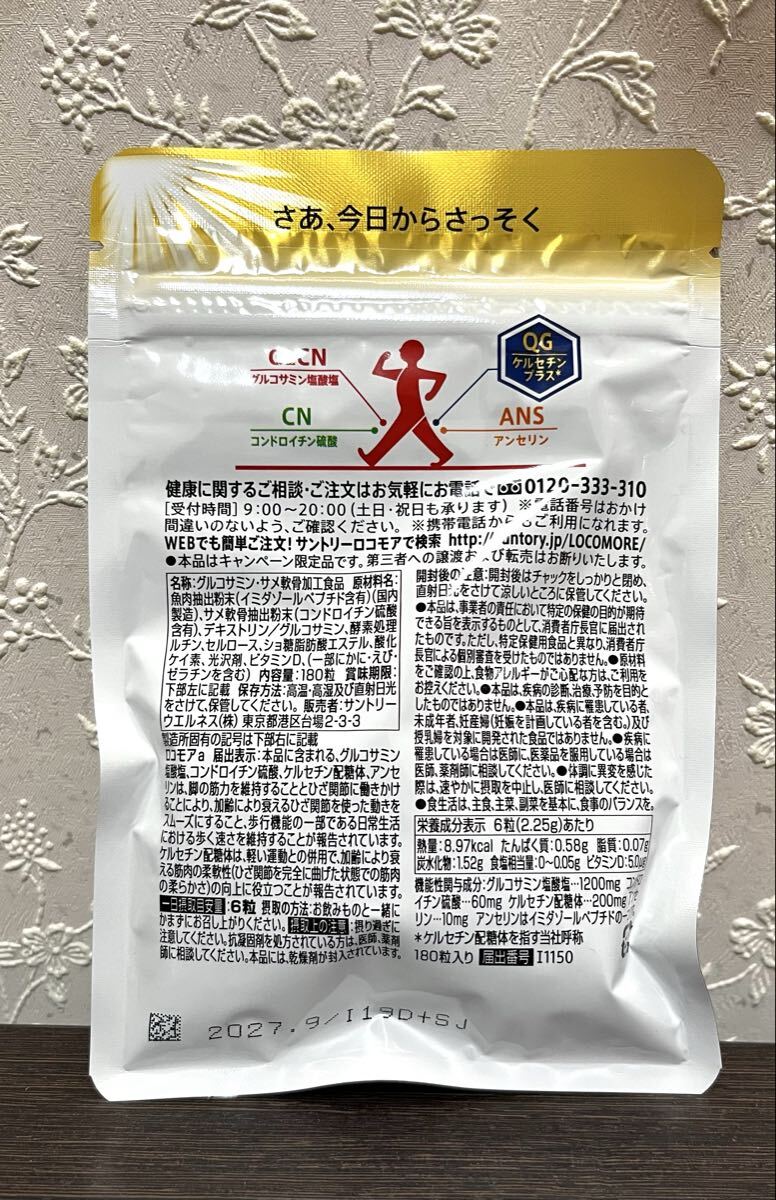 さあ、今日からさっそく
CN
グルコサミン塩酸塩
QG
ケルセチン
プラス*
CN
コンドロイチン硫酸
ANS
アンセリン
健康に関するご相談・ご注文はお気軽にお電話で 0120-333-310
[受付時間] 9:00~20:00(土日・祝日も承ります) ※電話番号はおかけ
間違いのないよう、ご確認ください。 ※携帯電話から もご利用になれます。
WEBでも簡単ご注文!サントリーロコモアで検索 http:// untory.jp/LOCOMORE/
●本品はキャンペーン限定品です。第三者への譲渡および転売はお断りいたします。
名称:グルコサミン・サメ軟骨加工食品 原材料名:
魚肉抽出粉末(イミダゾールペプチド含有)(国内
製造)、サメ軟骨抽出粉末(コンドロイチン硫酸
含有)、デキストリン/グルコサミン、酵素処理
ルチン、セルロース、ショ糖脂肪酸エステル、酸化
ケイ素、光沢剤、ビタミンD、(一部にかに・えび・
ゼラチンを含む) 内容量:180粒 賞味期限:
下部左に記載 保存方法:高温・高湿及び直射日光
をさけて、保管してください。 販売者:サントリー
ウエルネス(株) 東京都港区台場2-3-3
製造所固有の記号は下部右に記載
ロコモアa 届出表示:本品に含まれる、グルコサミン
塩酸塩、コンドロイチン硫酸、ケルセチン配糖体、アンセ
リンは、脚の筋力を維持することとひざ関節に働きかけ
ることにより、加齢により衰えるひざ関節を使った動きを
スムーズにすること、歩行機能の一部である日常生活
における歩く速さを維持することが報告されています。
ケルセチン配糖体は、軽い運動との併用で、加齢により衰
える筋肉の柔軟性(ひざ関節を完全に曲げた状態での筋肉
の柔らかさ)の向上に役立つことが報告されています。
一日摂取目安量:6粒 摂取の方法:お飲みものと一緒に
かまずにお召し上がりください。 摂取上の注意:摂り過ぎに
注意してください。抗凝固剤を処方されている方は、医師、薬剤
師に相談してください。本品には、乾燥剤が封入されています。
開封後の 注意:開封後はチャックをしっかりと閉め、
直射日光をさけて涼しいところに保管してください。
●本品は、事業者の責任において特定の保健の目的が期待
できる旨を表示するものとして、消費者庁長官に届出され
たものです。ただし、特定保健用食品と異なり、消費者庁
長官による個別審査を受けたものではありません。●原材料
をご確認の上、食物アレルギーがご心配な方は、ご利用を
お控えください。●本品は、疾病の診断、治療、予防を目的と
したものではありません。●本品は、疾病に罹患している者、
未成年者、妊産婦(妊娠を計画している者を含む。)及び
授乳婦を対象に開発された食品ではありません。●疾病に
罹患している場合は医師に、医薬品を服用している場合は
医師、薬剤師に相談してください。●体調に異変を感じた
際は、速やかに摂取を中止し、医師に相談してください。
●食生活は、主食、主菜、副菜を基本に、食事のバランスを。
栄養成分表示 6粒(2.25g)あたり
熱量:8.97kcal たんぱく質:0.58g 脂質:0.07g
炭水化物:1.52g 食塩相当量:0~0.05g ビタミンD:5.0μg
機能性関与成分:グルコサミン塩酸塩…1200mg コンドロ
イチン硫酸…60mg ケルセチン配糖体…200mg アンセ
リン…10mg アンセリンはイミダゾールペプチドの一
*ケルセチン配糖体を指す当社呼称
180粒入り 届出番号 I1150
2027.9/I19D+SJ